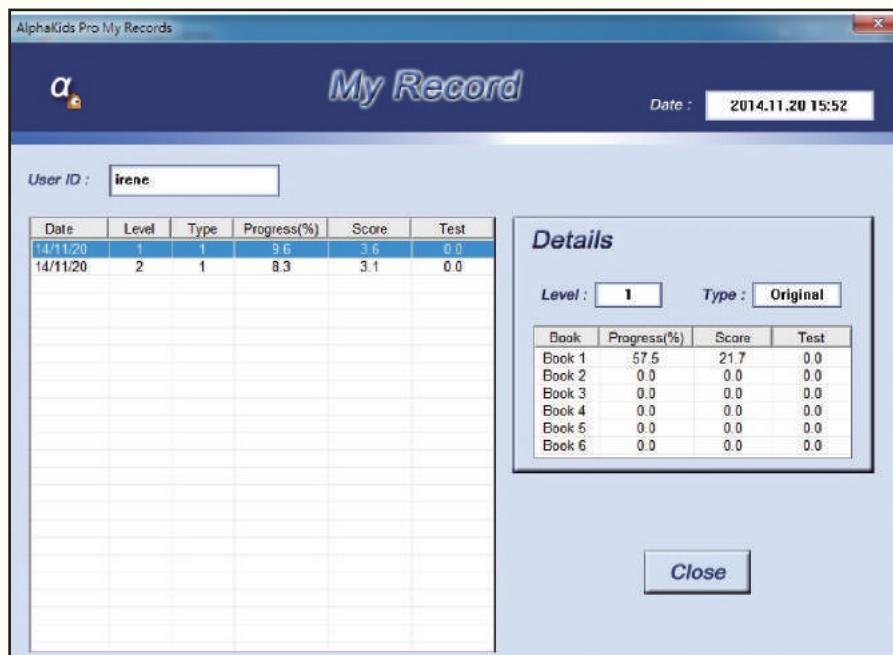 AlphaKids Pro My Records
α
My Record
Date : 2014.11.20 15:52
User ID : irene
Date Level Type Progress(%) Score Test
14/11/20 1 1 9.6 3.6 0.0
14/11/20 2 1 8.3 3.1 0.0
Details
Level : 1 Type : Original
Book Progress(%) Score Test
Book 1 57.5 21.7 0.0
Book 2 0.0 0.0 0.0
Book 3 0.0 0.0 0.0
Book 4 0.0 0.0 0.0
Book 5 0.0 0.0 0.0
Book 6 0.0 0.0 0.0
Close